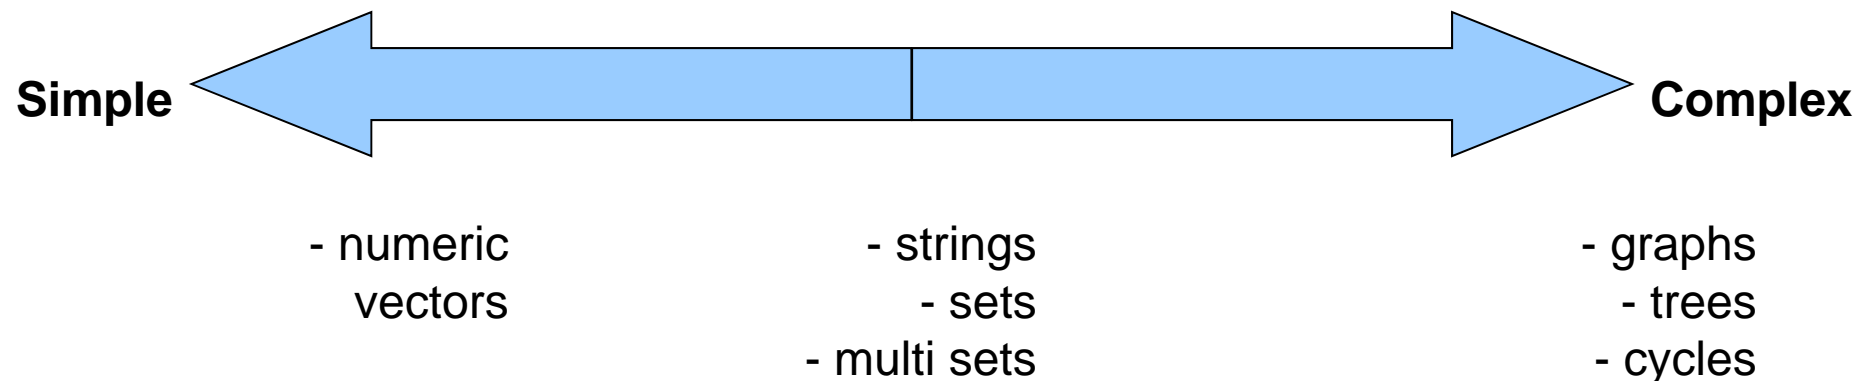 Simple
Complex
- numeric
vectors
- strings
- sets
- multi sets
- graphs
- trees
- cycles